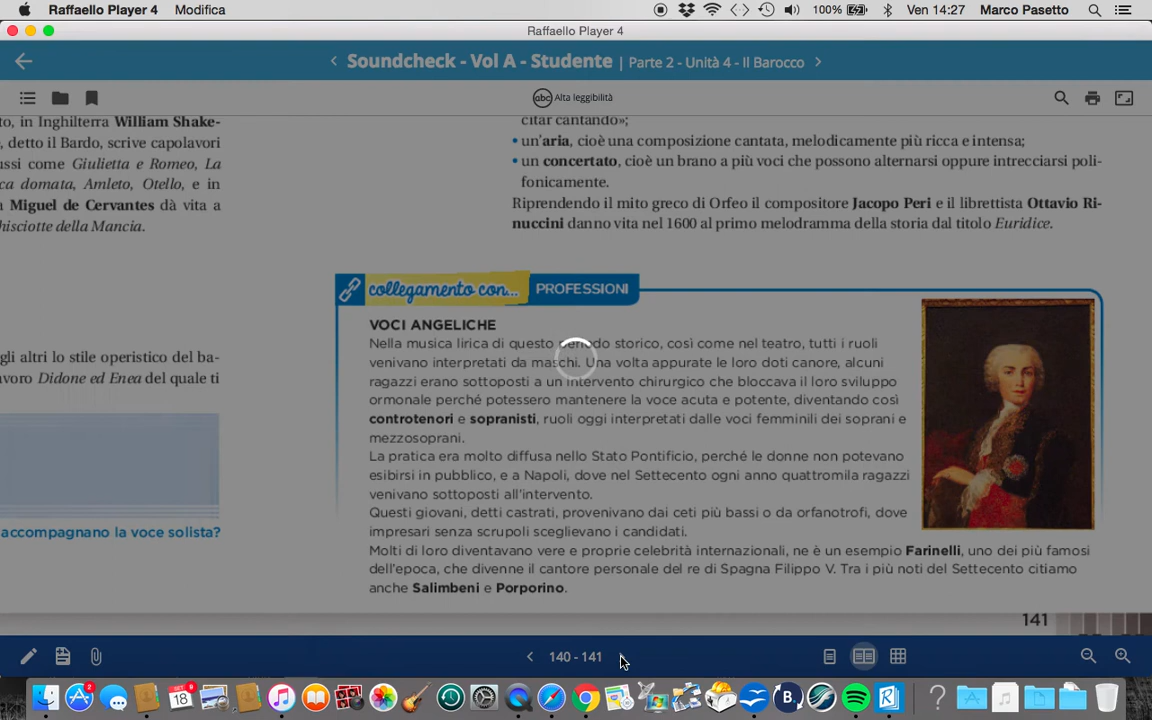 Raffaello Player 4 Modifica 100% Ven 14:27 Marco Pasetto
Raffaello Player 4
Soundcheck - Vol A - Studente | Parte 2 - Unità 4 - Il Barocco
abc Alta leggibilità
to, in Inghilterra William Shake-
, detto il Bardo, scrive capolavori
ussi come Giulietta e Romeo, La
ca domata, Amleto, Otello, e in
a Miguel de Cervantes dà vita a
hisciotte della Mancia.
gli altri lo stile operistico del ba-
avoro Didone ed Enea del quale ti
accompagnano la voce solista?
citar cantando»;
• un'aria, cioè una composizione cantata, melodicamente più ricca e intensa;
• un concertato, cioè un brano a più voci che possono alternarsi oppure intrecciarsi poli-
fonicamente.
Riprendendo il mito greco di Orfeo il compositore Jacopo Peri e il librettista Ottavio Ri-
nuccini danno vita nel 1600 al primo melodramma della storia dal titolo Euridice.
collegamento con... PROFESSIONI
VOCI ANGELICHE
Nella musica lirica di questo periodo storico, così come nel teatro, tutti i ruoli
venivano interpretati da maschi. Una volta appurate le loro doti canore, alcuni
ragazzi erano sottoposti a un intervento chirurgico che bloccava il loro sviluppo
ormonale perché potessero mantenere la voce acuta e potente, diventando così
controtenori e sopranisti, ruoli oggi interpretati dalle voci femminili dei soprani e
mezzosoprani.
La pratica era molto diffusa nello Stato Pontificio, perché le donne non potevano
esibirsi in pubblico, e a Napoli, dove nel Settecento ogni anno quattromila ragazzi
venivano sottoposti all'intervento.
Questi giovani, detti castrati, provenivano dai ceti più bassi o da orfanotrofi, dove
impresari senza scrupoli sceglievano i candidati.
Molti di loro diventavano vere e proprie celebrità internazionali, ne è un esempio Farinelli, uno dei più famosi
dell'epoca, che divenne il cantore personale del re di Spagna Filippo V. Tra i più noti del Settecento citiamo
anche Salimbeni e Porporino.
141
140 - 141